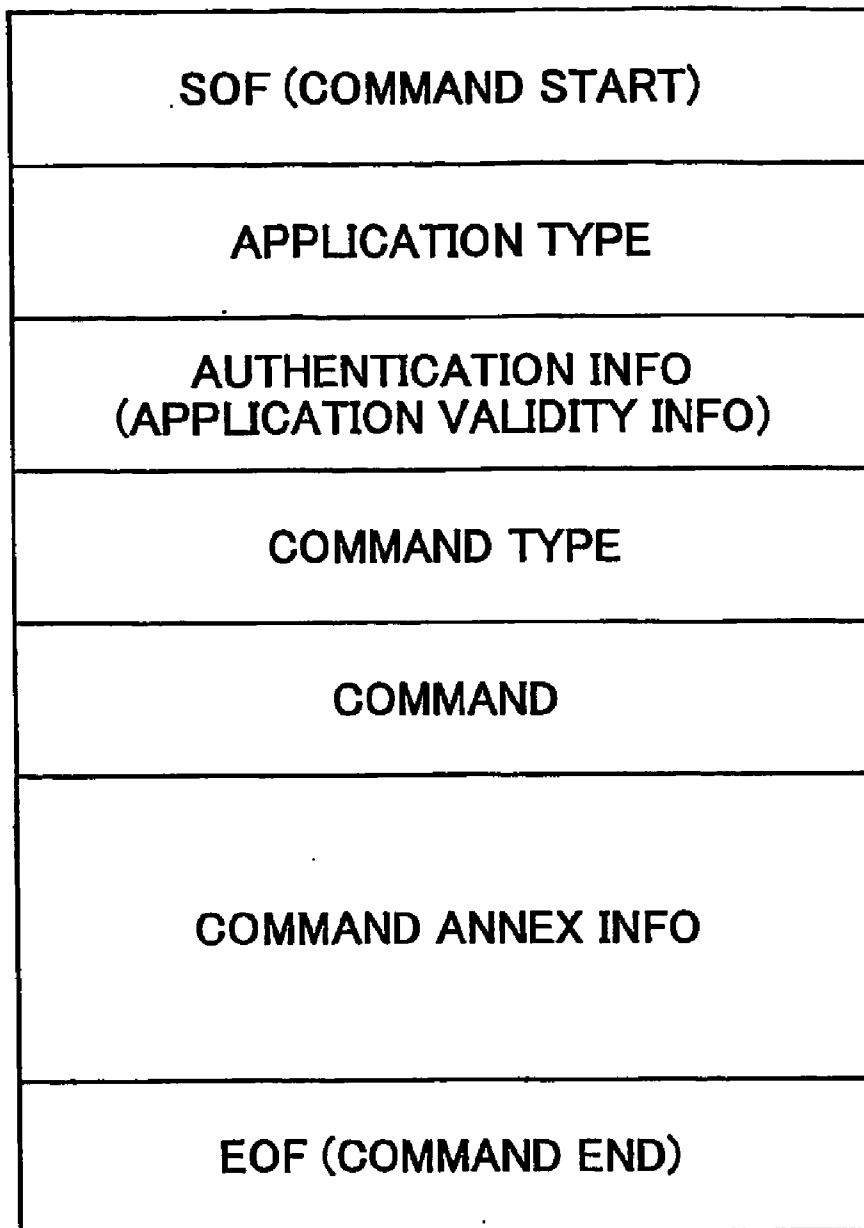 SOF (COMMAND START)
APPLICATION TYPE
AUTHENTICATION INFO
(APPLICATION VALIDITY INFO)
COMMAND TYPE
COMMAND
COMMAND ANNEX INFO
EOF (COMMAND END)